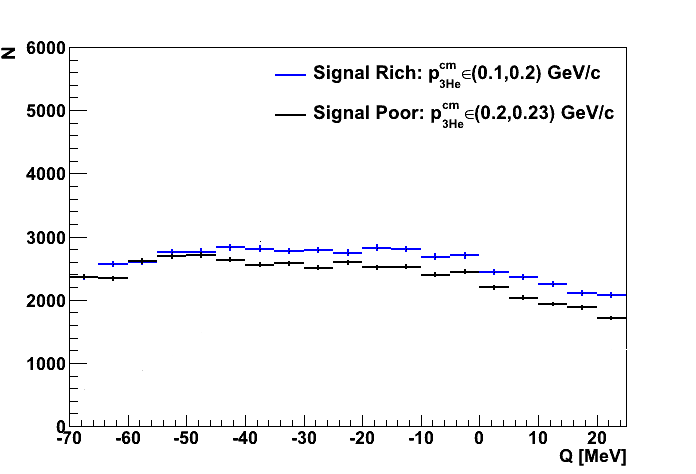 N
6000
Signal Rich: p^cm_3He∈(0.1,0.2) GeV/c
Signal Poor: p^cm_3He∈(0.2,0.23) GeV/c
5000
4000
3000
2000
1000
0
-70 -60 -50 -40 -30 -20 -10 0 10 20
Q [MeV]